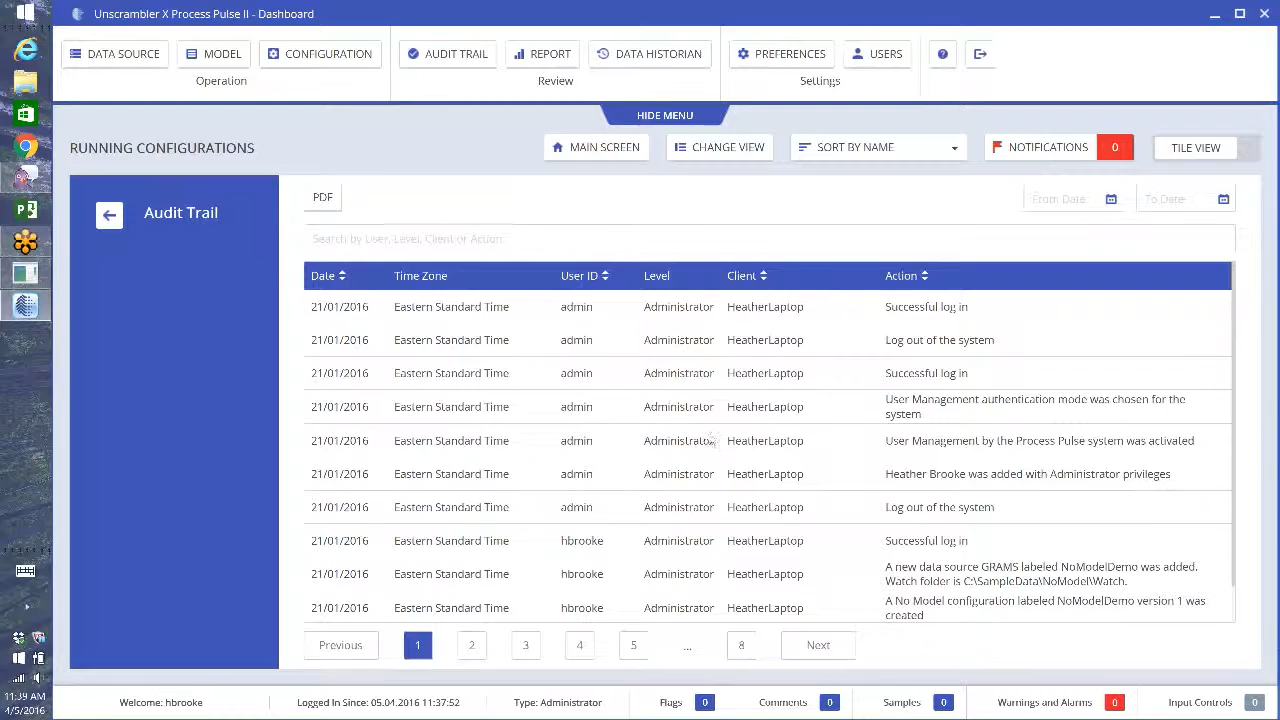 Unscrambler X Process Pulse II - Dashboard
DATA SOURCE MODEL CONFIGURATION AUDIT TRAIL REPORT DATA HISTORIAN PREFERENCES USERS ?
Operation Review Settings
HIDE MENU
RUNNING CONFIGURATIONS MAIN SCREEN CHANGE VIEW SORT BY NAME NOTIFICATIONS 0 TILE VIEW
Audit Trail
PDF From Date To Date
Search by User, Level, Client or Action
Date Time Zone User ID Level Client Action
21/01/2016 Eastern Standard Time admin Administrator HeatherLaptop Successful log in
21/01/2016 Eastern Standard Time admin Administrator HeatherLaptop Log out of the system
21/01/2016 Eastern Standard Time admin Administrator HeatherLaptop Successful log in
21/01/2016 Eastern Standard Time admin Administrator HeatherLaptop User Management authentication mode was chosen for the
system
21/01/2016 Eastern Standard Time admin Administrator HeatherLaptop User Management by the Process Pulse system was activated
21/01/2016 Eastern Standard Time admin Administrator HeatherLaptop Heather Brooke was added with Administrator privileges
21/01/2016 Eastern Standard Time admin Administrator HeatherLaptop Log out of the system
21/01/2016 Eastern Standard Time hbrooke Administrator HeatherLaptop Successful log in
21/01/2016 Eastern Standard Time hbrooke Administrator HeatherLaptop A new data source GRAMS labeled NoModelDemo was added.
Watch folder is C:\SampleData\NoModel\Watch.
21/01/2016 Eastern Standard Time hbrooke Administrator HeatherLaptop A No Model configuration labeled NoModelDemo version 1 was
created
Previous 1 2 3 4 5 ... 8 Next
Welcome: hbrooke Logged In Since: 05.04.2016 11:37:52 Type: Administrator Flags 0 Comments 0 Samples 0 Warnings and Alarms 0 Input Controls 0
11:39 AM
4/5/2016